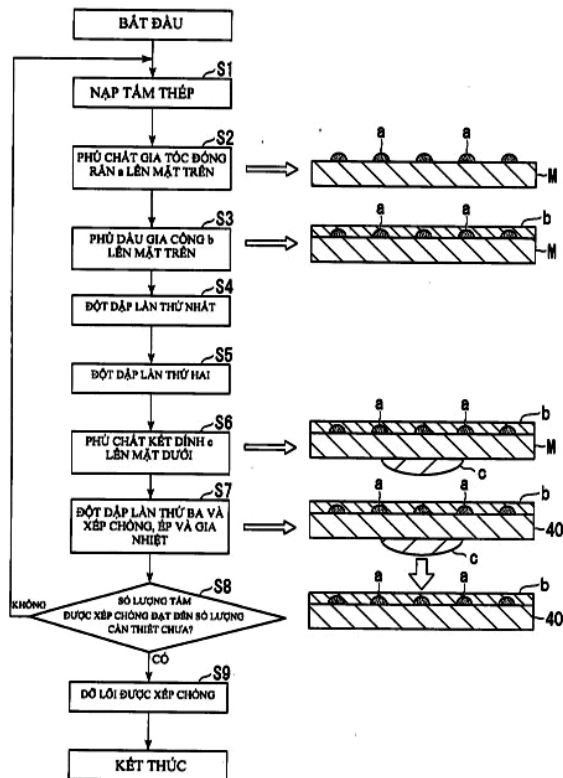 BẮT ĐẦU
S1
NẠP TẤM THÉP
S2
PHỦ CHẤT GIA TỐC ĐÓNG
RẮN a LÊN MẶT TRÊN
a
a
M
S3
PHỦ DẦU GIA CÔNG b
LÊN MẶT TRÊN
a
a
b
M
S4
ĐỘT DẬP LẦN THỨ NHẤT
S5
ĐỘT DẬP LẦN THỨ HAI
S6
PHỦ CHẤT KẾT DÍNH c
LÊN MẶT DƯỚI
a
a
b
M
c
S7
ĐỘT DẬP LẦN THỨ BA VÀ
XẾP CHỒNG, ÉP VÀ GIA
NHIỆT
a
a
b
40
c
S8
SỐ LƯỢNG TẤM
ĐƯỢC XẾP CHỒNG ĐẠT ĐẾN SỐ LƯỢNG
CẦN THIẾT CHƯA?
KHÔNG
CÓ
a
a
b
40
S9
DỠ LÕI ĐƯỢC XẾP CHỒNG
KẾT THÚC